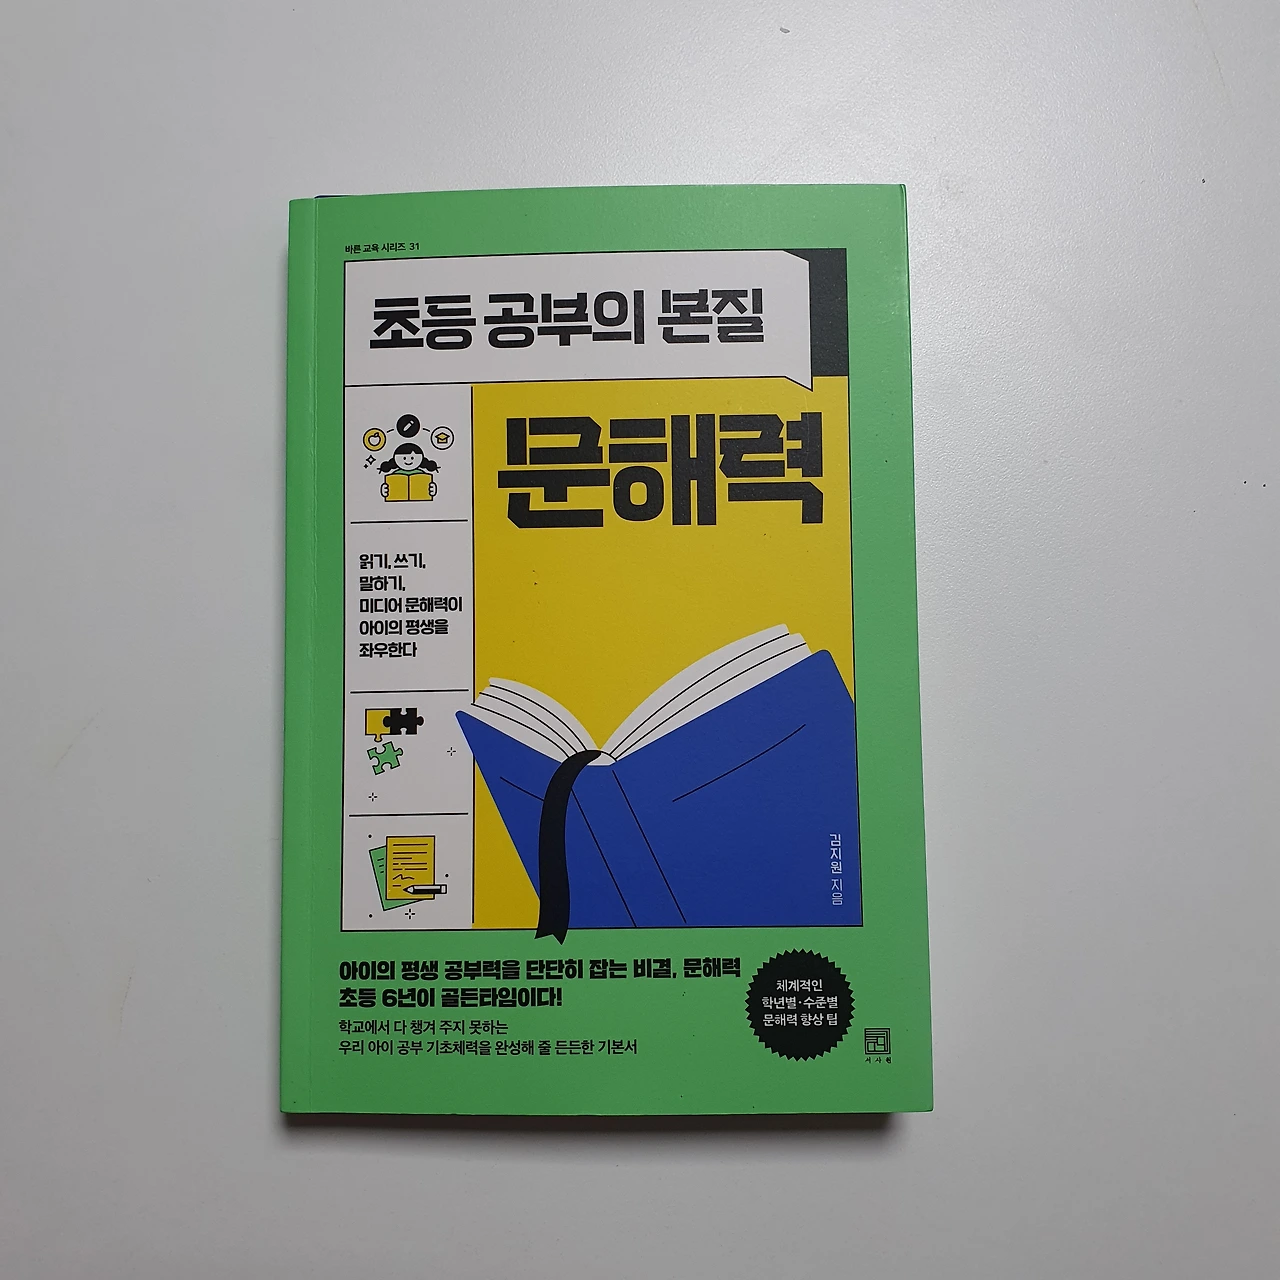 바른 교육 시리즈 31
초등 공부의 본질
문해력
읽기, 쓰기,
말하기,
미디어 문해력이
아이의 평생을
좌우한다
김지원 지음
아이의 평생 공부력을 단단히 잡는 비결, 문해력
초등 6년이 골든타임이다!
학교에서 다 챙겨 주지 못하는
우리 아이 공부 기초체력을 완성해 줄 든든한 기본서
체계적인
학년별·수준별
문해력 향상 팁
서사원